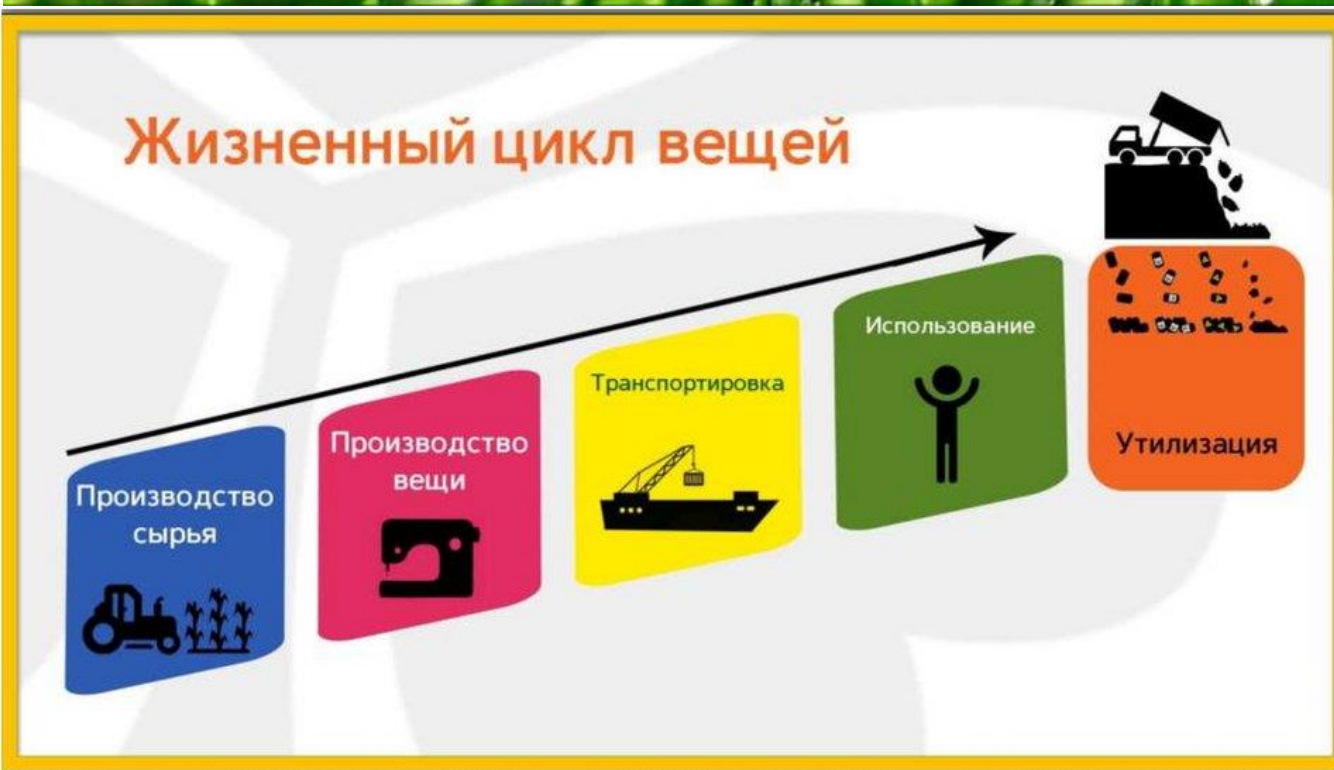 Жизненный цикл вещей
Производство
сырья
Производство
вещи
Транспортировка
Использование
Утилизация